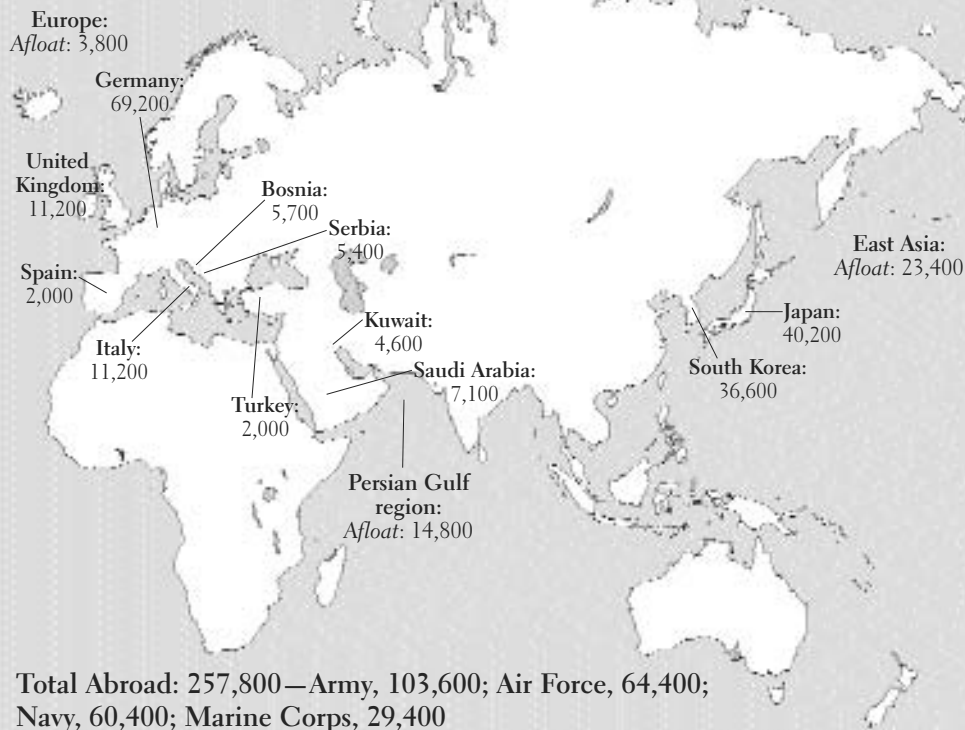 Europe:
Afloat: 3,800
Germany:
69,200
United
Kingdom:
11,200
Bosnia:
5,700
Serbia:
5,400
East Asia:
Afloat: 23,400
Spain:
2,000
Kuwait:
4,600
Japan:
40,200
Italy:
11,200
Saudi Arabia:
7,100
South Korea:
36,600
Turkey:
2,000
Persian Gulf
region:
Afloat: 14,800
Total Abroad: 257,800—Army, 103,600; Air Force, 64,400;
Navy, 60,400; Marine Corps, 29,400